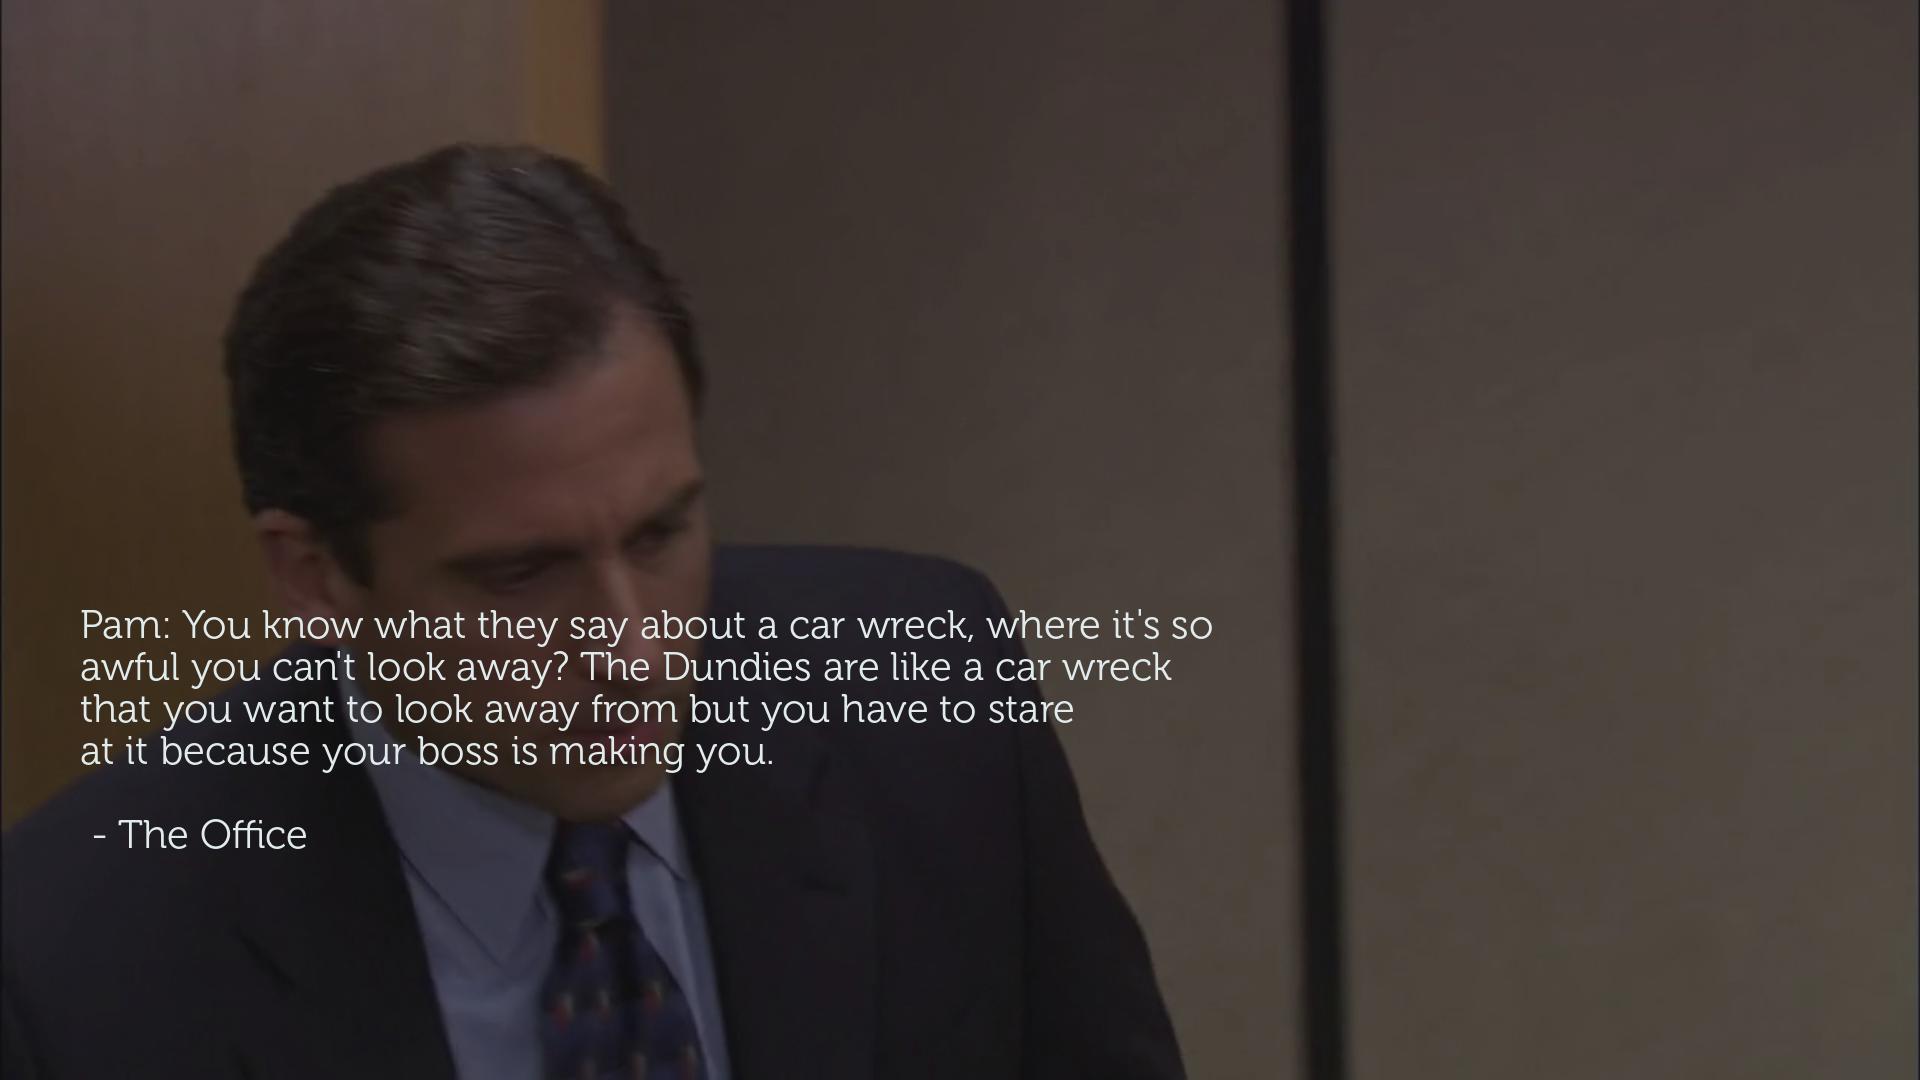 Pam: You know what they say about a car wreck, where it's so
awful you can't look away? The Dundies are like a car wreck
that you want to look away from but you have to stare
at it because your boss is making you.
- The Office